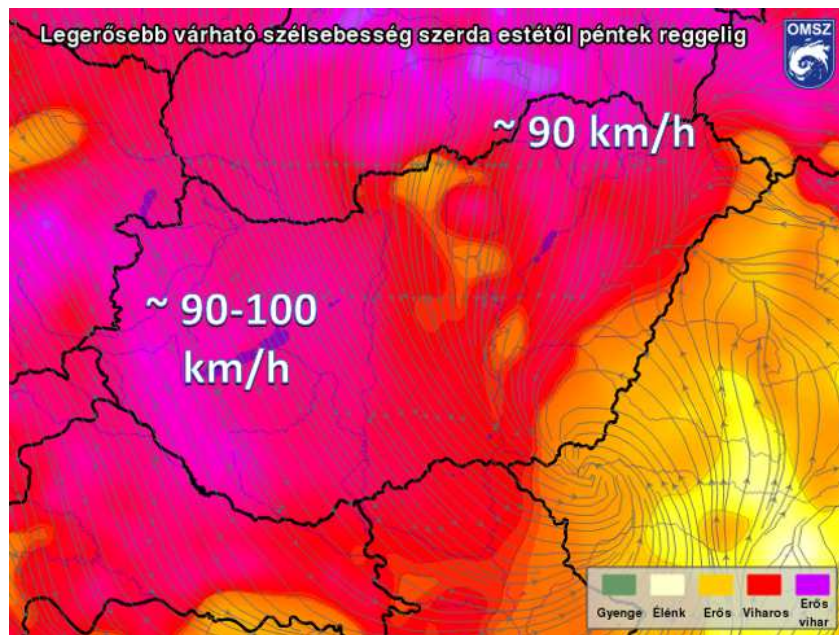 Legerősebb várható szélsebesség szerda estétől péntek reggelig
OMSZ
~ 90 km/h
~ 90-100
km/h
Gyenge Élénk Erős Viharos Erős
vihar